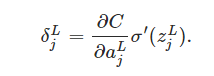 δ_j^L = ∂C/∂a_j^L σ′(z_j^L).